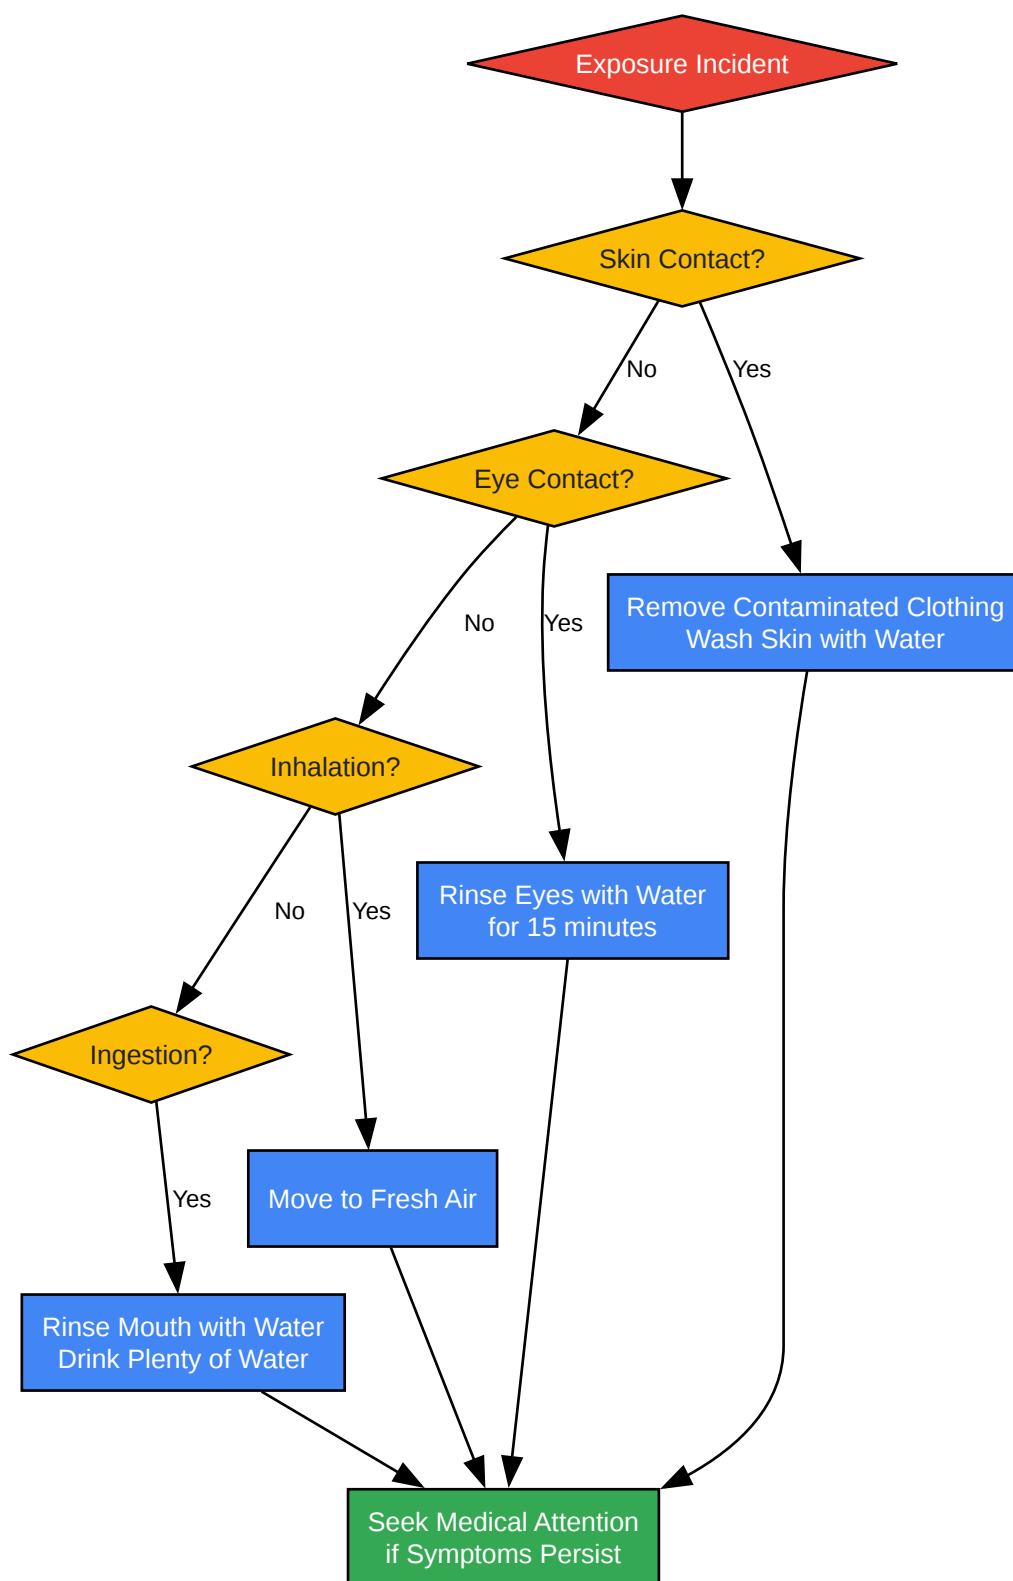 Exposure Incident
Skin Contact?
No
Yes
Eye Contact?
Remove Contaminated Clothing
Wash Skin with Water
No
Yes
Inhalation?
Rinse Eyes with Water
for 15 minutes
No
Yes
Ingestion?
Move to Fresh Air
Yes
Rinse Mouth with Water
Drink Plenty of Water
Seek Medical Attention
if Symptoms Persist